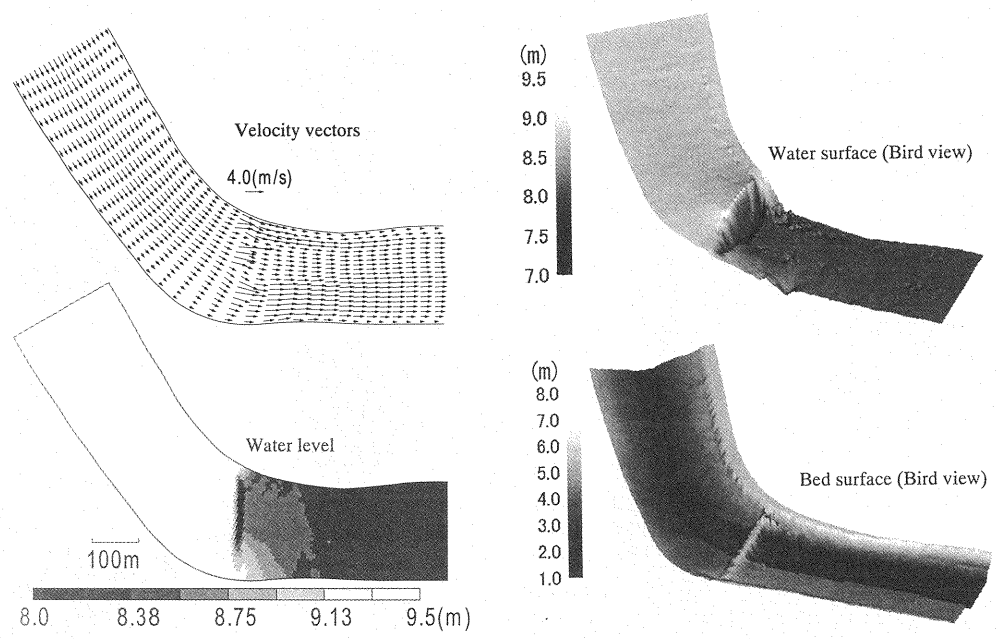 Velocity vectors
4.0(m/s)
Water level
100m
8.0 8.38 8.75 9.13 9.5(m)
(m)
9.5
9.0
8.5
8.0
7.5
7.0
Water surface (Bird view)
(m)
8.0
7.0
6.0
5.0
4.0
3.0
2.0
1.0
Bed surface (Bird view)